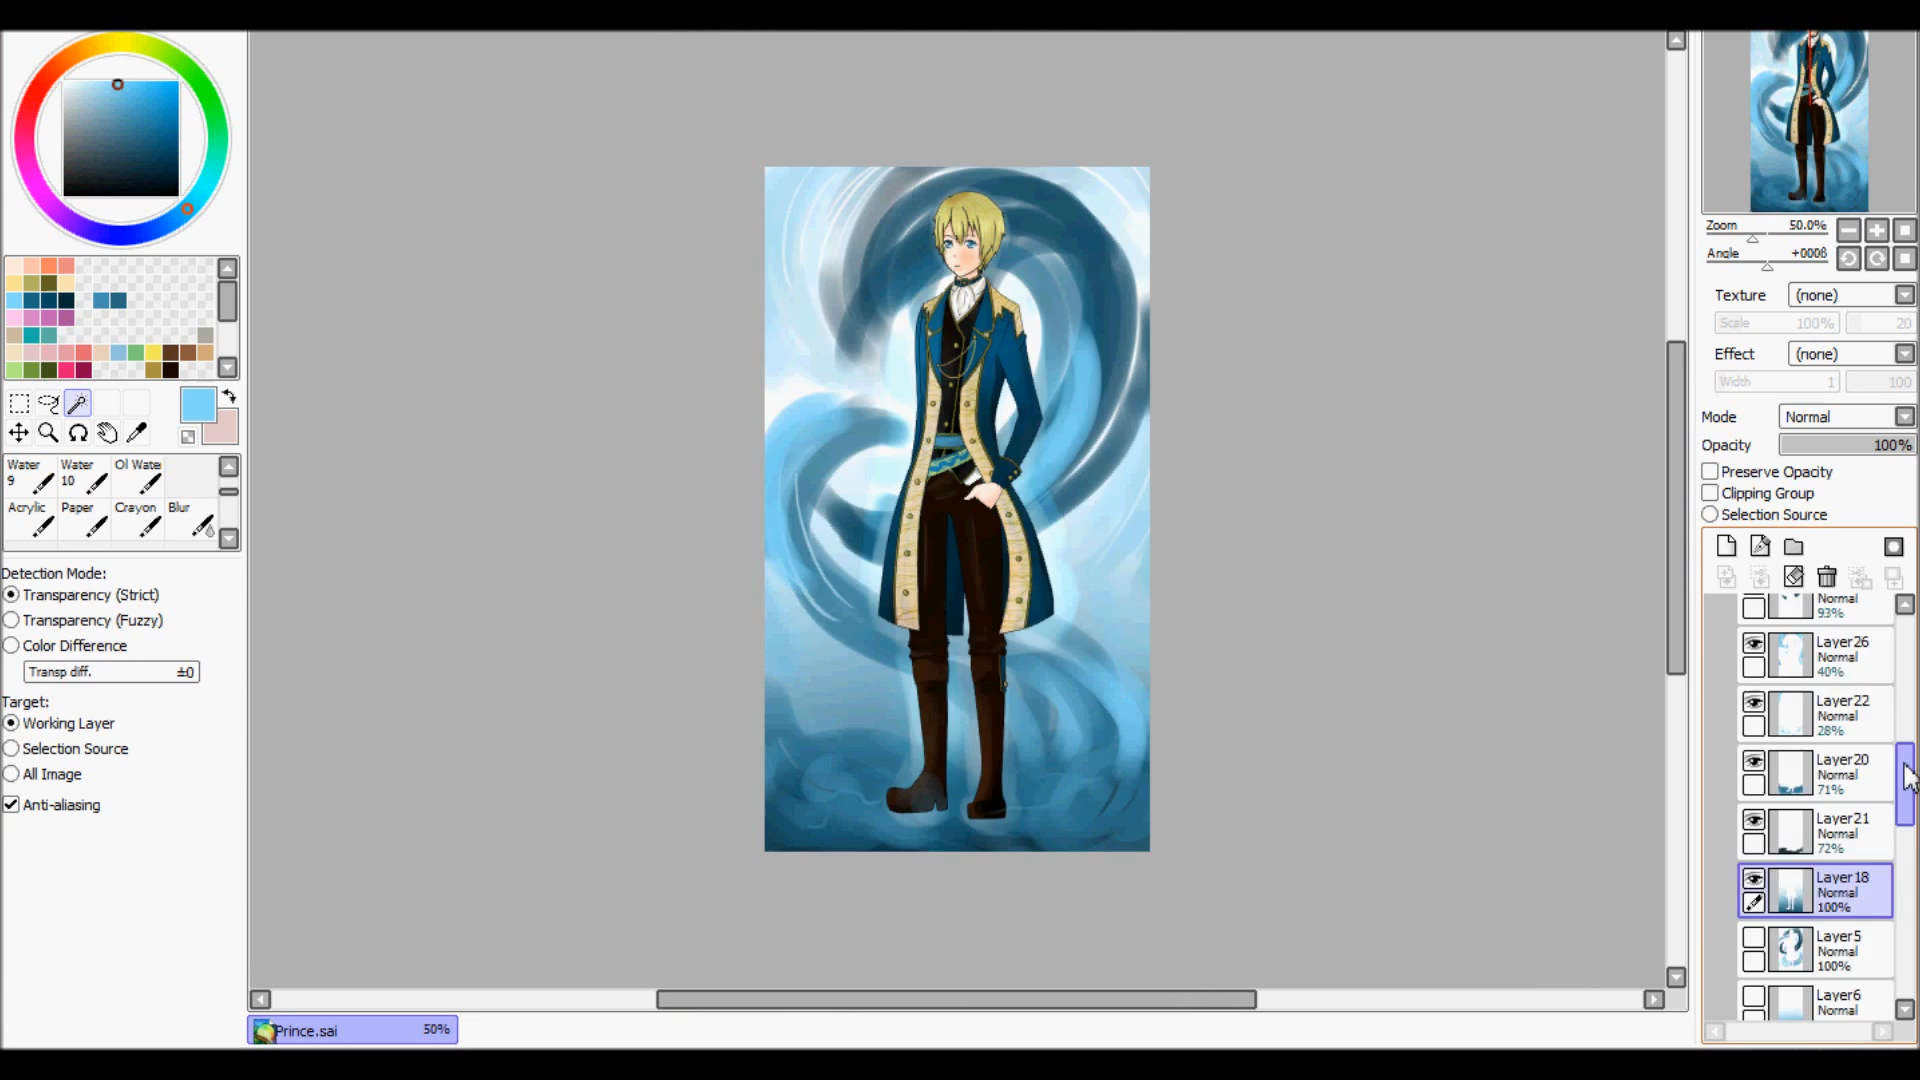 Zoom 50.0%
Angle +000ß
Texture (none)
Scale 100% 20
Effect (none)
Width 1 100
Mode Normal
Opacity 100%
Preserve Opacity
Clipping Group
Selection Source
Water 9
Water 10
Ol Wate
Acrylic
Paper
Crayon
Blur
Detection Mode:
Transparency (Strict)
Transparency (Fuzzy)
Color Difference
Transp diff. ±0
Target:
Working Layer
Selection Source
All Image
Anti-aliasing
Normal
93%
Layer26
Normal
40%
Layer22
Normal
28%
Layer20
Normal
71%
Layer21
Normal
72%
Layer18
Normal
100%
Layer5
Normal
100%
Layer6
Normal
Prince.sai 50%